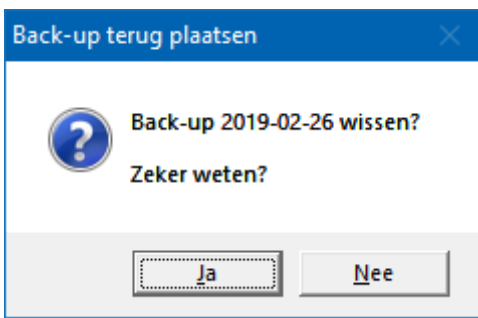 Back-up terug plaatsen
Back-up 2019-02-26 wissen?
Zeker weten?
Ja
Nee